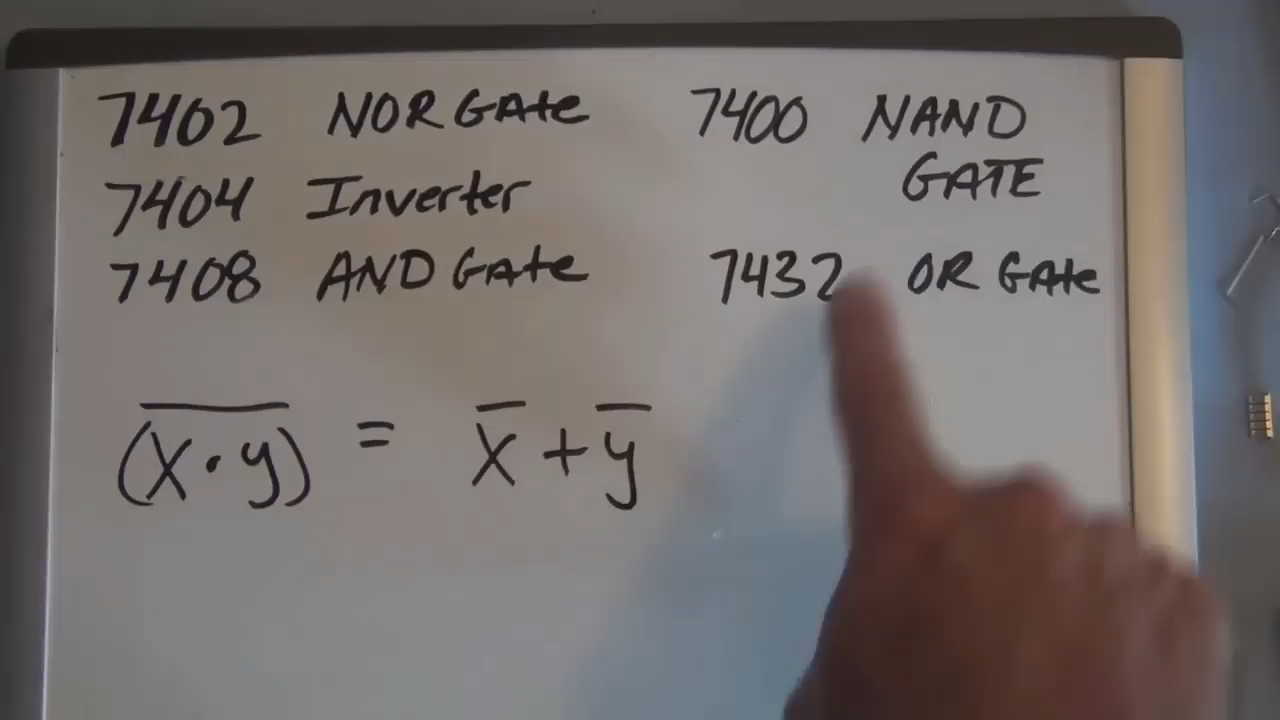 7402 NOR GAte
7404 Inverter
7408 AND GAte
7400 NAND
GATE
7432 OR GAte
(x·y)̅ = x̅ + y̅